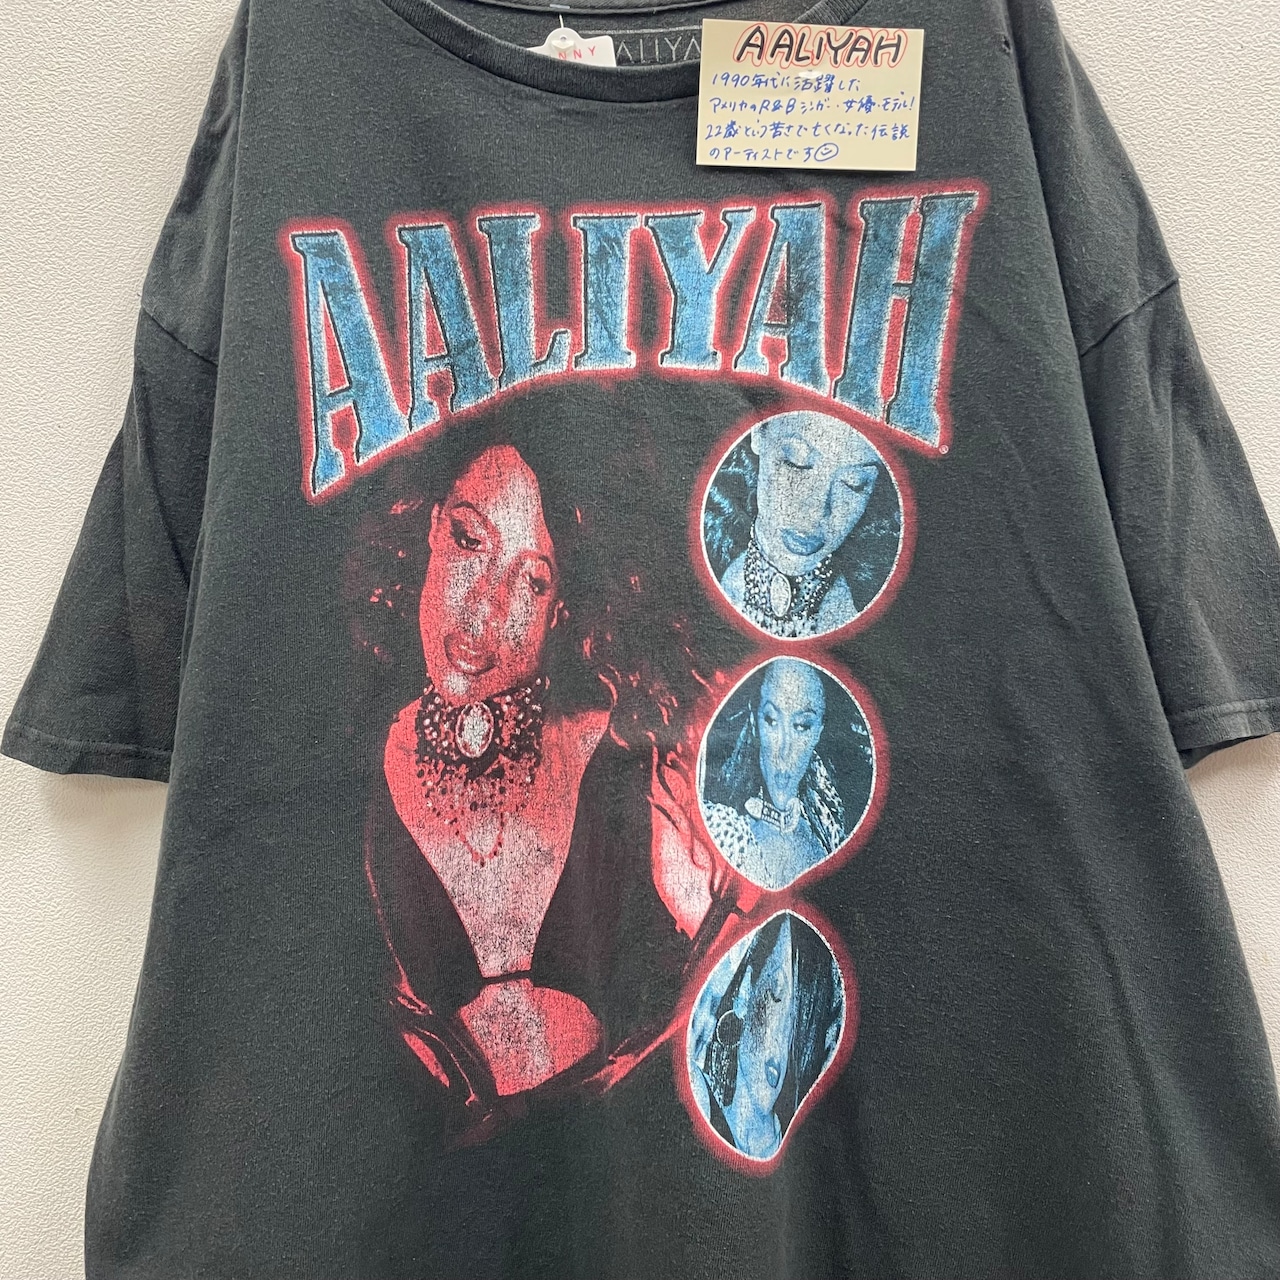 NNY
ALIYA
AALIYAH
1990年代に活躍した
アメリカのR&Bシンガー・女優・モデル!
22歳という若さで亡くなった伝説
のアーティストです
AALIYAH
®